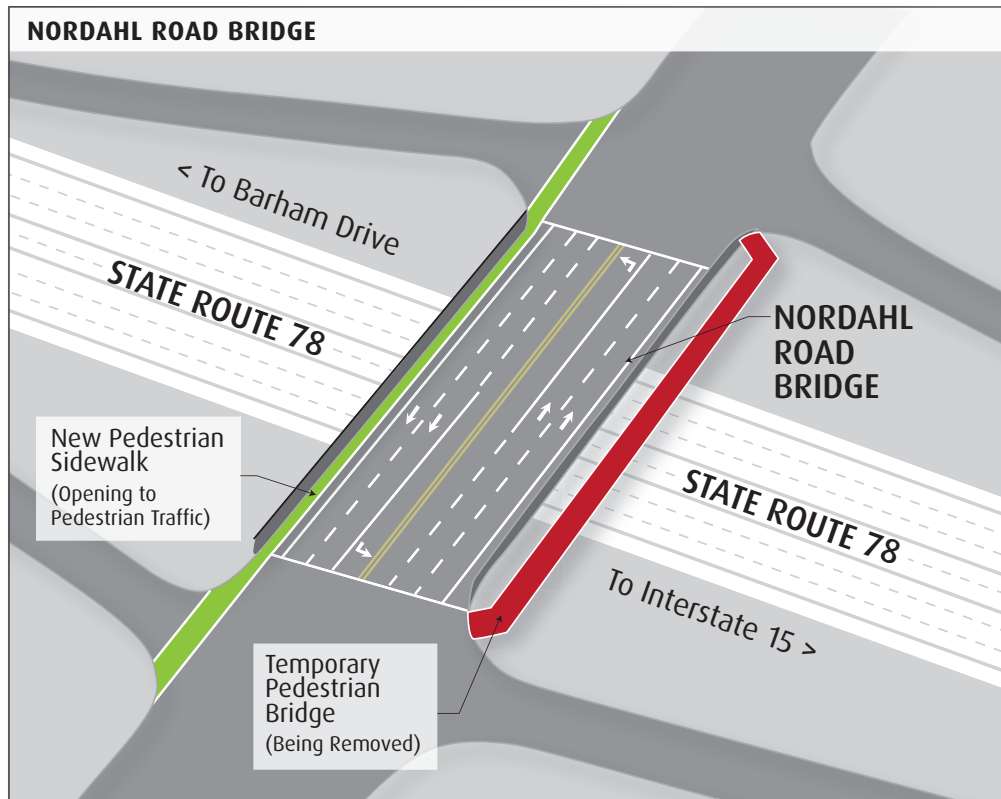 NORDAHL ROAD BRIDGE
< To Barham Drive
STATE ROUTE 78
NORDAHL
ROAD
BRIDGE
New Pedestrian
Sidewalk
(Opening to
Pedestrian Traffic)
STATE ROUTE 78
To Interstate 15 >
Temporary
Pedestrian
Bridge
(Being Removed)